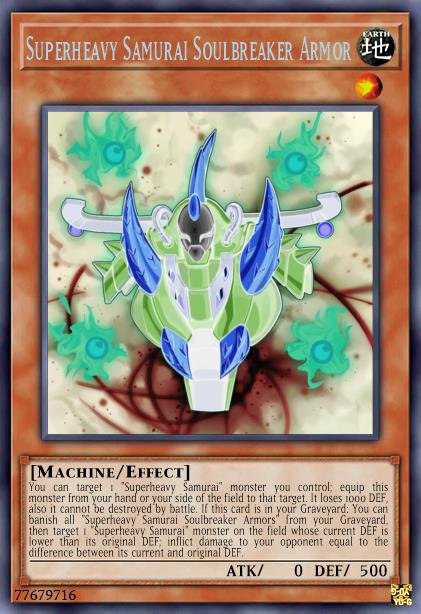 Superheavy Samurai Soulbreaker Armor
EARTH
地
[Machine/Effect]
You can target 1 "Superheavy Samurai" monster you control; equip this
monster from your hand or your side of the field to that target. It loses 1000 DEF,
also it cannot be destroyed by battle. If this card is in your Graveyard: You can
banish all "Superheavy Samurai Soulbreaker Armors" from your Graveyard,
then target 1 "Superheavy Samurai" monster on the field whose current DEF is
lower than its original DEF; inflict damage to your opponent equal to the
difference between its current and original DEF.
ATK/ 0 DEF/ 500
77679716